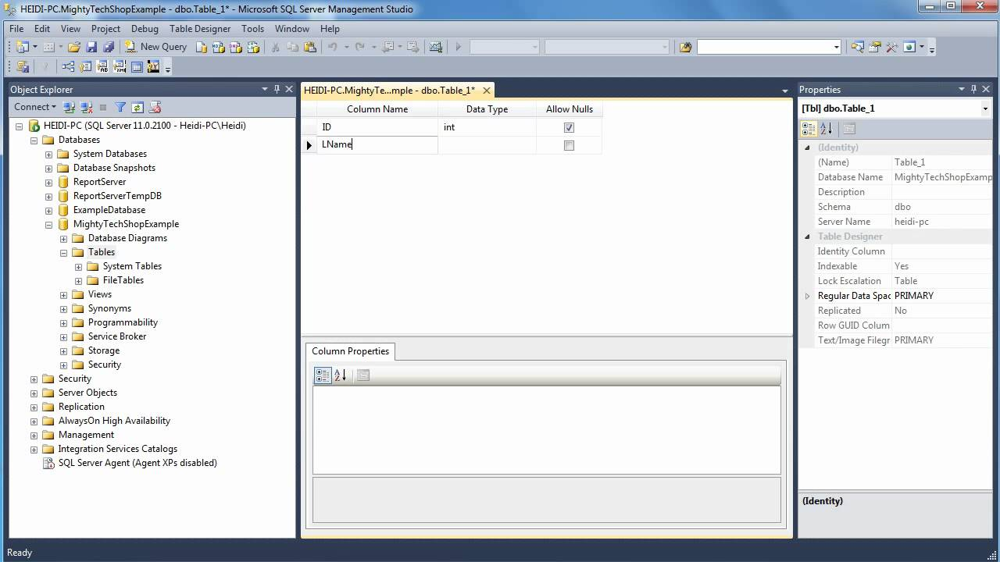 HEIDI-PC.MightyTechShopExample - dbo.Table_1* - Microsoft SQL Server Management Studio
File Edit View Project Debug Table Designer Tools Window Help
New Query
Object Explorer
Connect
HEIDI-PC (SQL Server 11.0.2100 - Heidi-PC\Heidi)
Databases
System Databases
Database Snapshots
ReportServer
ReportServerTempDB
ExampleDatabase
MightyTechShopExample
Database Diagrams
Tables
System Tables
FileTables
Views
Synonyms
Programmability
Service Broker
Storage
Security
Security
Server Objects
Replication
AlwaysOn High Availability
Management
Integration Services Catalogs
SQL Server Agent (Agent XPs disabled)
HEIDI-PC.MightyTe...mple - dbo.Table_1*
Column Name Data Type Allow Nulls
ID int
LName
Column Properties
Properties
[Tbl] dbo.Table_1
(Identity)
(Name) Table_1
Database Name MightyTechShopExamp
Description
Schema dbo
Server Name heidi-pc
Table Designer
Identity Column
Indexable Yes
Lock Escalation Table
Regular Data Spac PRIMARY
Replicated No
Row GUID Colum
Text/Image Filegr PRIMARY
(Identity)
Ready